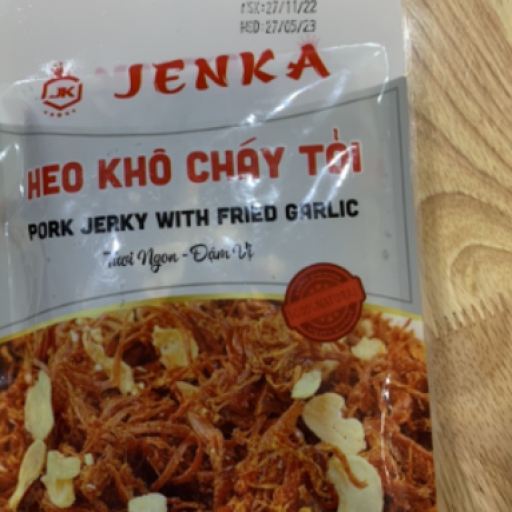 NSX:27/11/22
HSD:27/05/23
JK
JENKA
HEO KHÔ CHÁY TỎI
PORK JERKY WITH FRIED GARLIC
Tươi Ngon - Đậm Vị